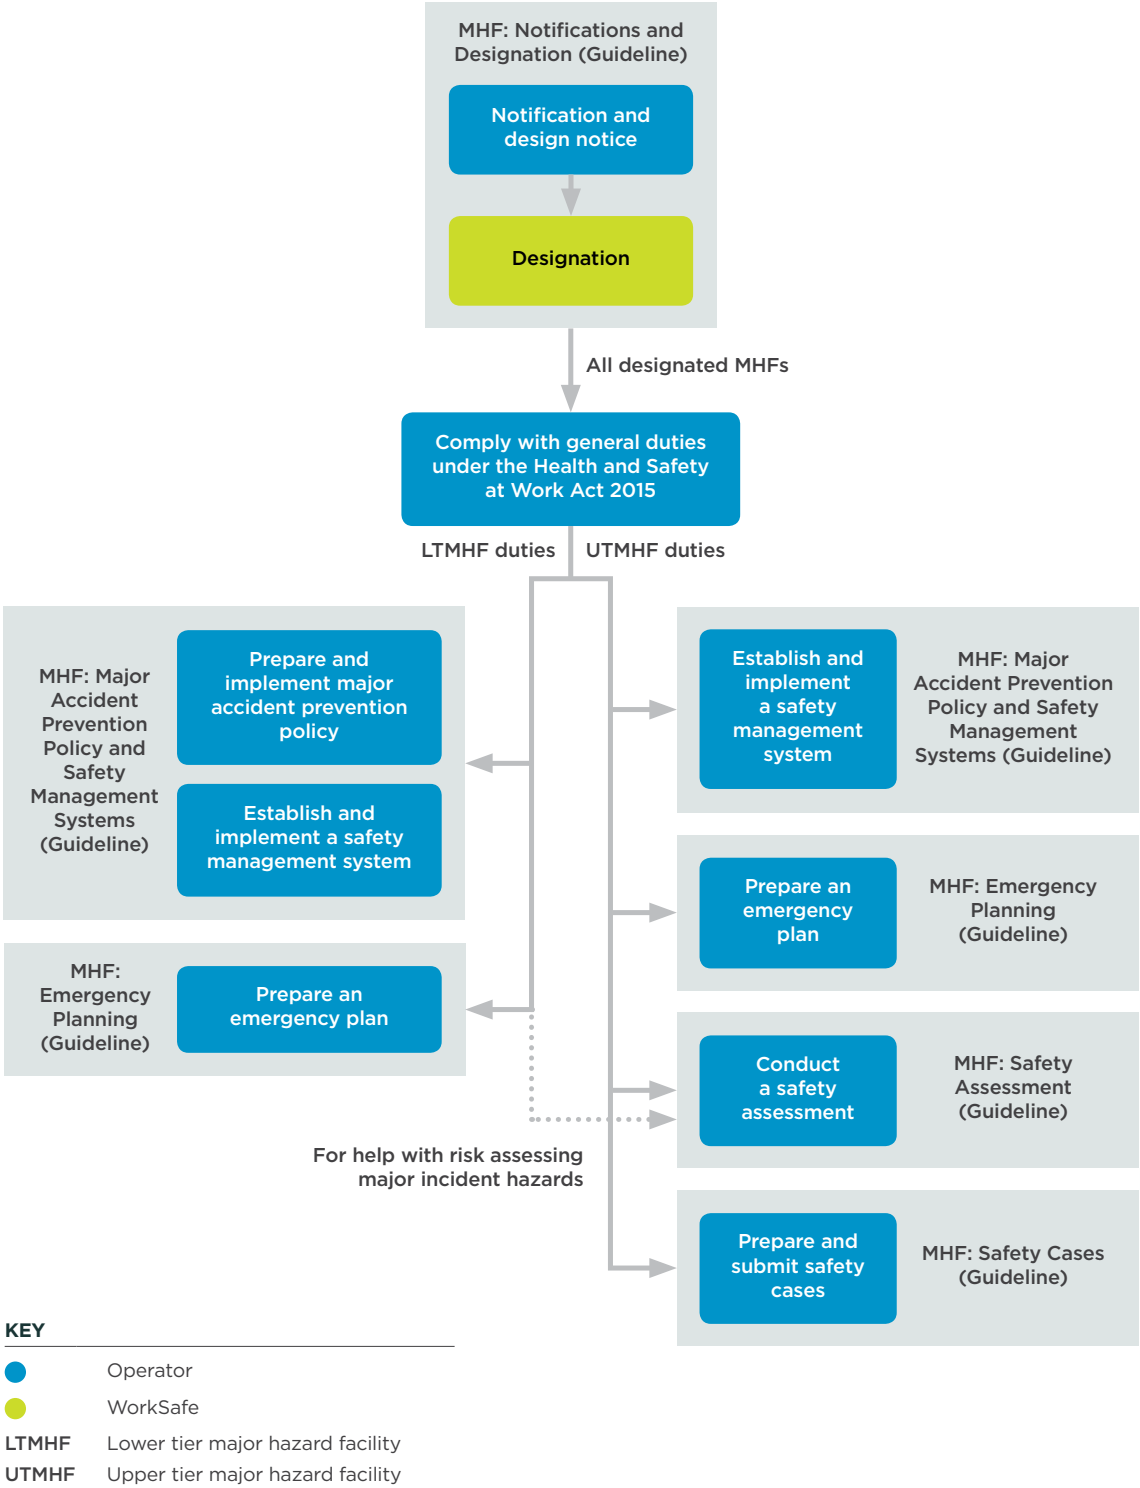 MHF: Notifications and
Designation (Guideline)
Notification and
design notice
Designation
All designated MHFs
Comply with general duties
under the Health and Safety
at Work Act 2015
LTMHF duties
UTMHF duties
MHF: Major
Accident
Prevention
Policy and
Safety
Management
Systems
(Guideline)
Prepare and
implement major
accident prevention
policy
Establish and
implement a safety
management system
MHF:
Emergency
Planning
(Guideline)
Prepare an
emergency plan
Establish and
implement
a safety
management
system
MHF: Major
Accident Prevention
Policy and Safety
Management
Systems (Guideline)
Prepare an
emergency
plan
MHF: Emergency
Planning
(Guideline)
Conduct
a safety
assessment
MHF: Safety
Assessment
(Guideline)
For help with risk assessing
major incident hazards
Prepare and
submit safety
cases
MHF: Safety Cases
(Guideline)
KEY
Operator
WorkSafe
LTMHF Lower tier major hazard facility
UTMHF Upper tier major hazard facility